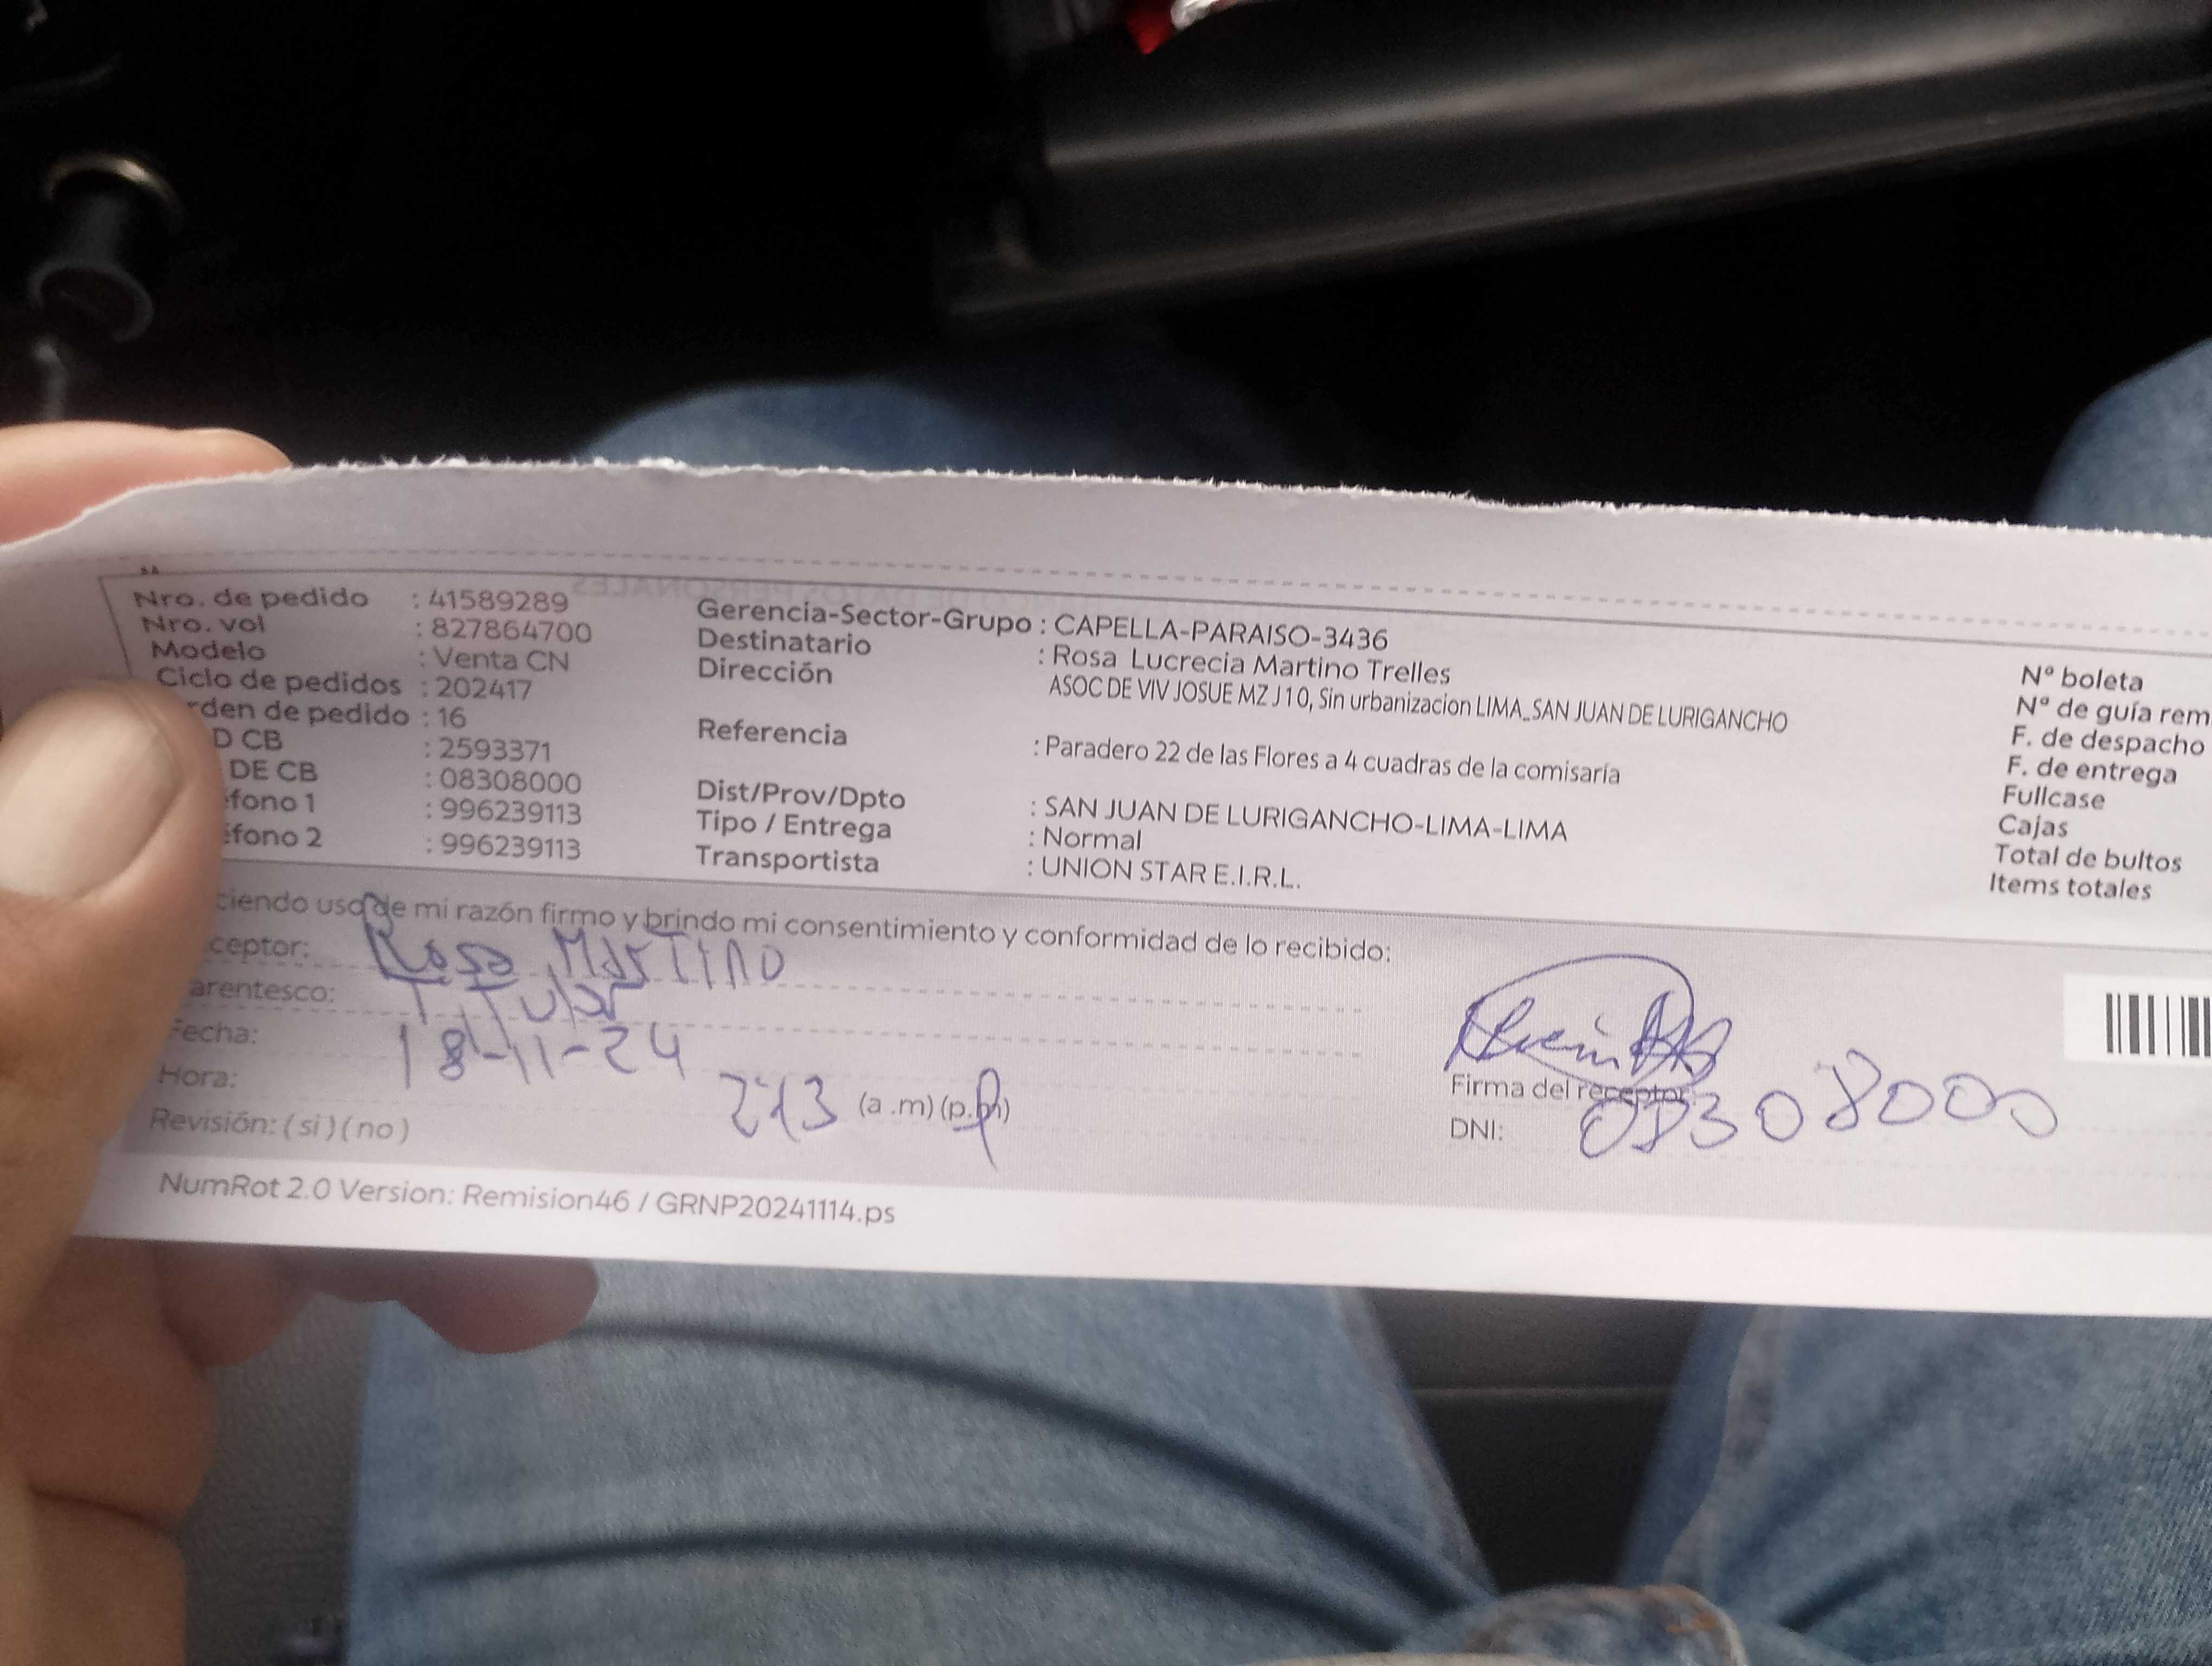 Nro. de pedido : 41589289
Nro. vol : 827864700
Modelo : Venta CN
Ciclo de pedidos : 202417
rden de pedido : 16
D CB : 2593371
DE CB : 08308000
éfono 1 : 996239113
éfono 2 : 996239113
Gerencia-Sector-Grupo : CAPELLA-PARAISO-3436
Destinatario : Rosa Lucrecia Martino Trelles
Dirección ASOC DE VIV JOSUE MZ J 1 0, Sin urbanizacion LIMA_SAN JUAN DE LURIGANCHO
Referencia : Paradero 22 de las Flores a 4 cuadras de la comisaría
Dist/Prov/Dpto : SAN JUAN DE LURIGANCHO-LIMA-LIMA
Tipo / Entrega : Normal
Transportista : UNION STAR E.I.R.L.
N° boleta
N° de guía rem
F. de despacho
F. de entrega
Fullcase
Cajas
Total de bultos
Items totales
ciendo uso de mi razón firmo y brindo mi consentimiento y conformidad de lo recibido:
ceptor: Rosa Martino
arentesco: Titular
Fecha: 18-11-24
Hora: (a .m) (p.m)
Revisión: ( si ) ( no )
Firma del receptor
DNI: 08308000
NumRot 2.0 Version: Remision46 / GRNP20241114.ps